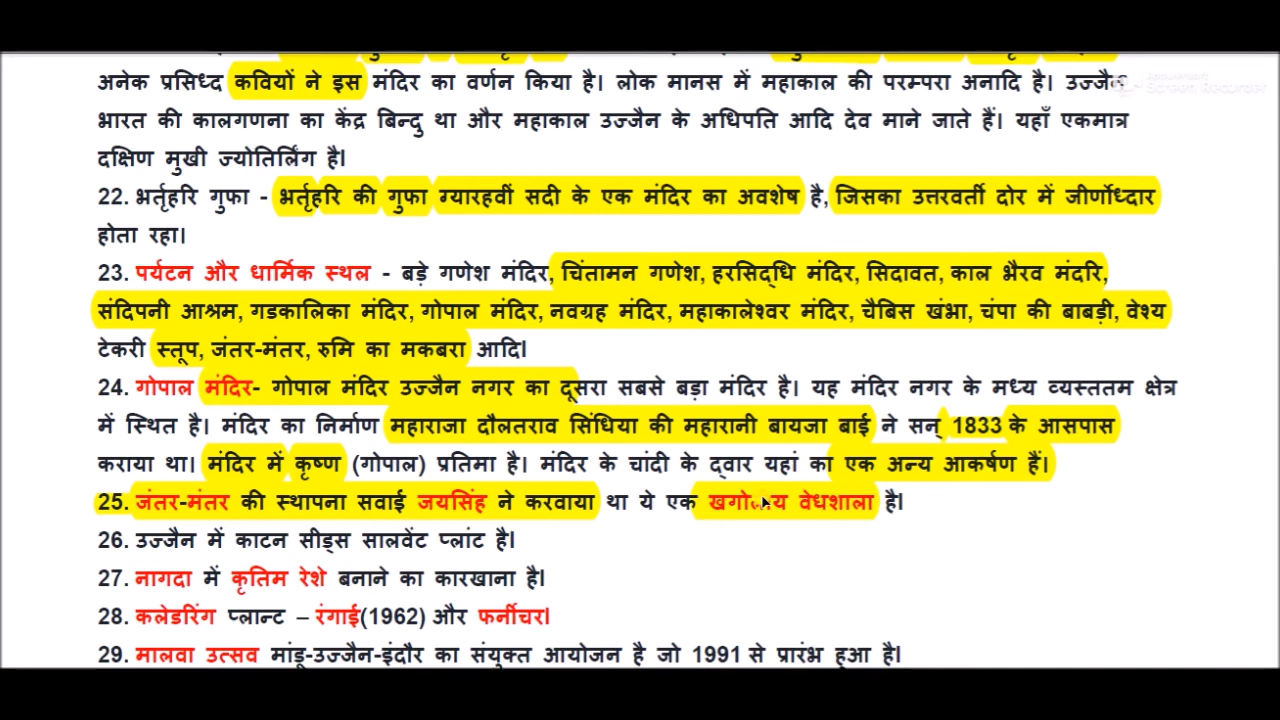 अनेक प्रसिध्द कवियों ने इस मंदिर का वर्णन किया है। लोक मानस में महाकाल की परम्परा अनादि है। उज्जैन
Screen Recorder
भारत की कालगणना का केंद्र बिन्दु था और महाकाल उज्जैन के अधिपति आदि देव माने जाते हैं। यहाँ एकमात्र
दक्षिण मुखी ज्योतिर्लिंग है।
22. भर्तृहरि गुफा - भर्तृहरि की गुफा ग्यारहवीं सदी के एक मंदिर का अवशेष है, जिसका उत्तरवर्ती दोर में जीर्णोध्दार
होता रहा।
23. पर्यटन और धार्मिक स्थल - बड़े गणेश मंदिर, चिंतामन गणेश, हरसिद्धि मंदिर, सिदावत, काल भैरव मंदरि,
संदिपनी आश्रम, गडकालिका मंदिर, गोपाल मंदिर, नवग्रह मंदिर, महाकालेश्वर मंदिर, चैबिस खंभा, चंपा की बाबड़ी, वेश्य
टेकरी स्तूप, जंतर-मंतर, रुमि का मकबरा आदि।
24. गोपाल मंदिर- गोपाल मंदिर उज्जैन नगर का दूसरा सबसे बड़ा मंदिर है। यह मंदिर नगर के मध्य व्यस्ततम क्षेत्र
में स्थित है। मंदिर का निर्माण महाराजा दौलतराव सिंधिया की महारानी बायजा बाई ने सन् 1833 के आसपास
कराया था। मंदिर में कृष्ण (गोपाल) प्रतिमा है। मंदिर के चांदी के द्वार यहां का एक अन्य आकर्षण हैं।
25. जंतर-मंतर की स्थापना सवाई जयसिंह ने करवाया था ये एक खगोलीय वेधशाला है।
26. उज्जैन में काटन सीड्स सालवेंट प्लांट है।
27. नागदा में कृतिम रेशे बनाने का कारखाना है।
28. कलेडरिंग प्लान्ट – रंगाई(1962) और फर्नीचर।
29. मालवा उत्सव मांडू-उज्जैन-इंदौर का संयुक्त आयोजन है जो 1991 से प्रारंभ हुआ है।